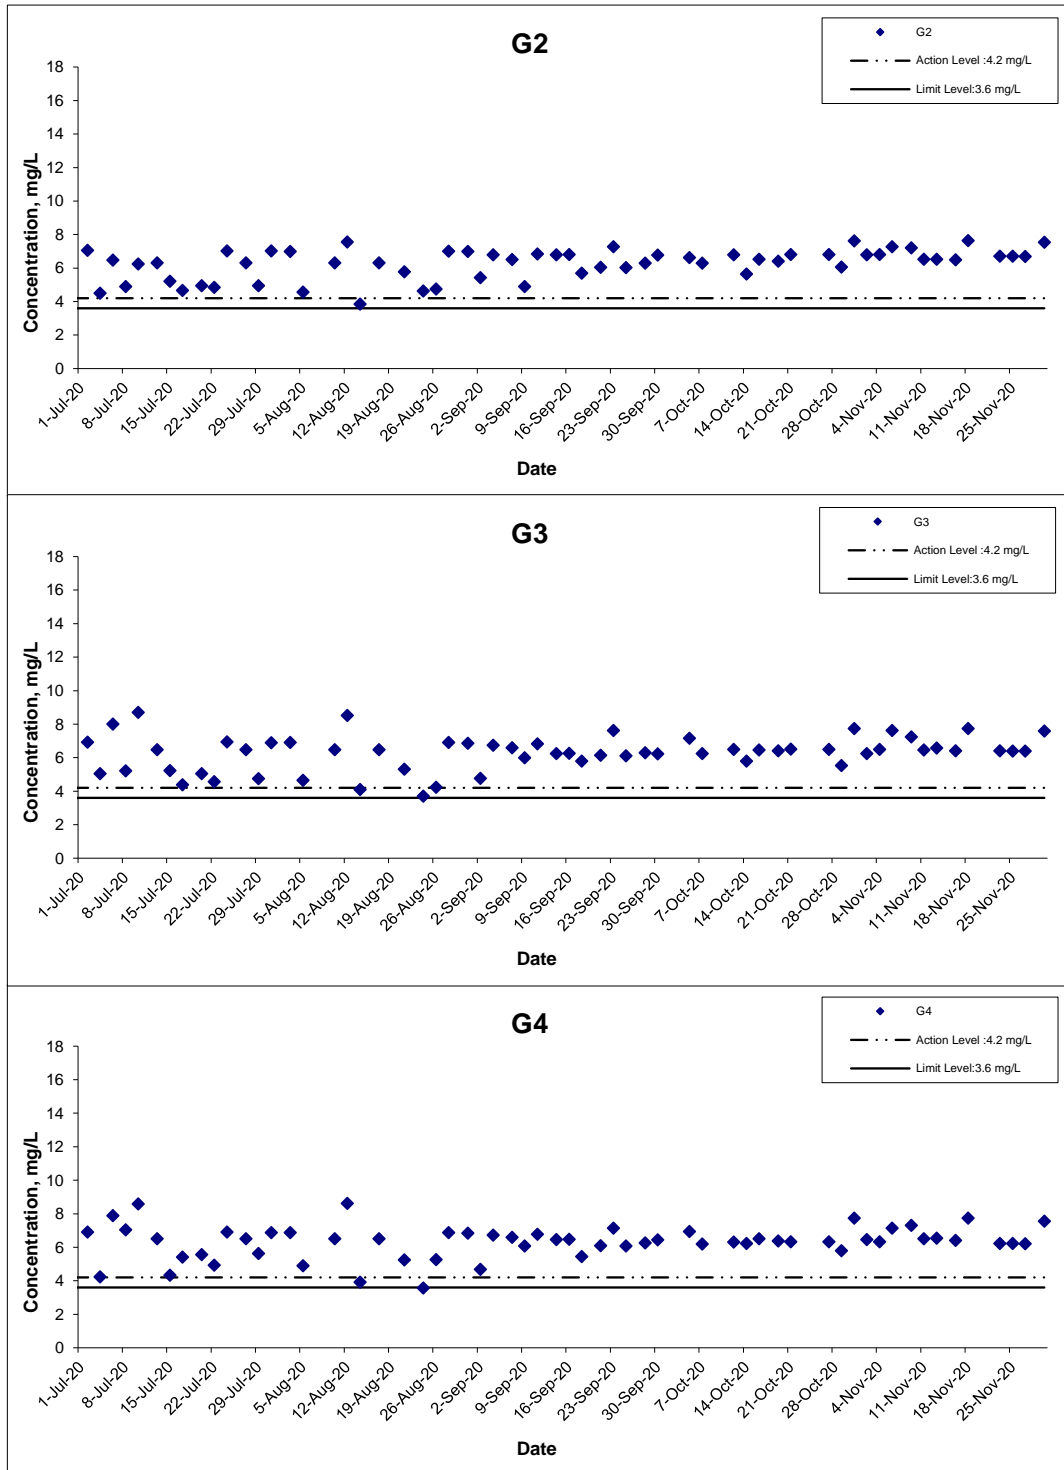 G2
G2
Action Level :4.2 mg/L
Limit Level:3.6 mg/L
Concentration, mg/L
18
16
14
12
10
8
6
4
2
0
1-Jul-20
8-Jul-20
15-Jul-20
22-Jul-20
29-Jul-20
5-Aug-20
12-Aug-20
19-Aug-20
26-Aug-20
2-Sep-20
9-Sep-20
16-Sep-20
23-Sep-20
30-Sep-20
7-Oct-20
14-Oct-20
21-Oct-20
28-Oct-20
4-Nov-20
11-Nov-20
18-Nov-20
25-Nov-20
Date
G3
G3
Action Level :4.2 mg/L
Limit Level:3.6 mg/L
Concentration, mg/L
18
16
14
12
10
8
6
4
2
0
1-Jul-20
8-Jul-20
15-Jul-20
22-Jul-20
29-Jul-20
5-Aug-20
12-Aug-20
19-Aug-20
26-Aug-20
2-Sep-20
9-Sep-20
16-Sep-20
23-Sep-20
30-Sep-20
7-Oct-20
14-Oct-20
21-Oct-20
28-Oct-20
4-Nov-20
11-Nov-20
18-Nov-20
25-Nov-20
Date
G4
G4
Action Level :4.2 mg/L
Limit Level:3.6 mg/L
Concentration, mg/L
18
16
14
12
10
8
6
4
2
0
1-Jul-20
8-Jul-20
15-Jul-20
22-Jul-20
29-Jul-20
5-Aug-20
12-Aug-20
19-Aug-20
26-Aug-20
2-Sep-20
9-Sep-20
16-Sep-20
23-Sep-20
30-Sep-20
7-Oct-20
14-Oct-20
21-Oct-20
28-Oct-20
4-Nov-20
11-Nov-20
18-Nov-20
25-Nov-20
Date